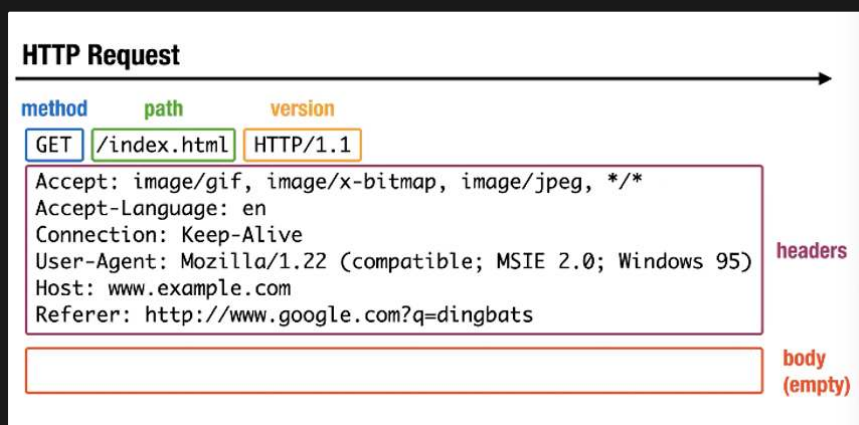 HTTP Request
method path version
GET /index.html HTTP/1.1
Accept: image/gif, image/x-bitmap, image/jpeg, */*
Accept-Language: en
Connection: Keep-Alive
User-Agent: Mozilla/1.22 (compatible; MSIE 2.0; Windows 95)
Host: www.example.com
Referer: http://www.google.com?q=dingbats
headers
body
(empty)